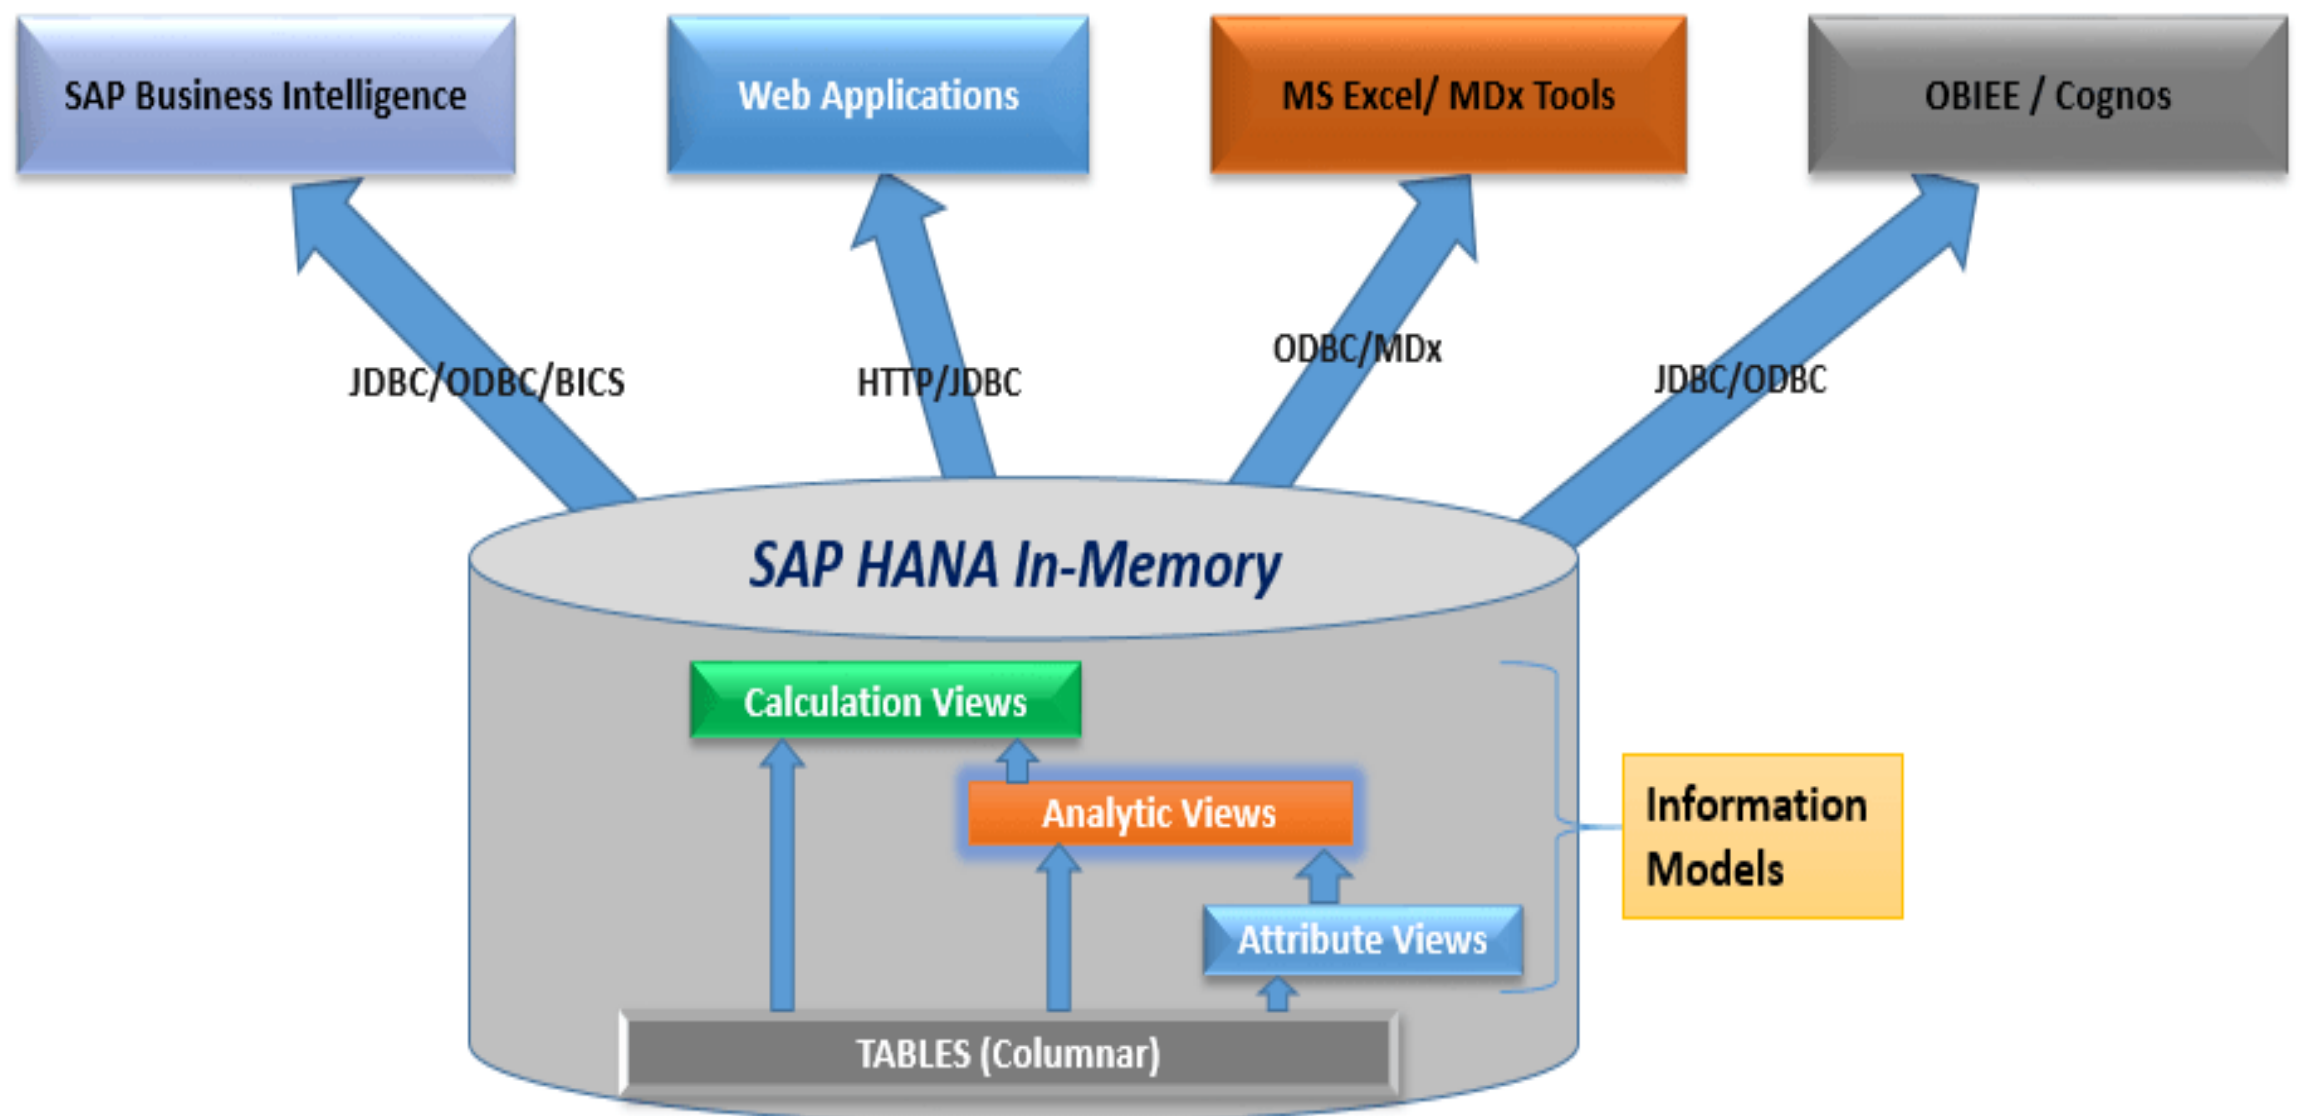 SAP Business Intelligence
Web Applications
MS Excel/ MDx Tools
OBIEE / Cognos
JDBC/ODBC/BICS
HTTP/JDBC
ODBC/MDx
JDBC/ODBC
SAP HANA In-Memory
Calculation Views
Analytic Views
Attribute Views
TABLES (Columnar)
Information
Models